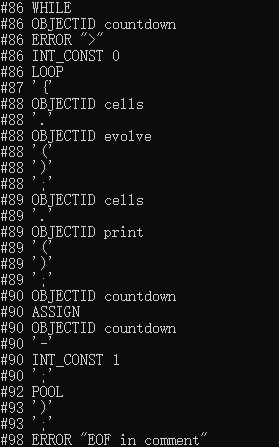 #86 WHILE
#86 OBJECTID countdown
#86 ERROR ">"
#86 INT_CONST 0
#86 LOOP
#87 '{'
#88 OBJECTID cells
#88 '.'
#88 OBJECTID evolve
#88 '('
#88 ')'
#88 ';'
#89 OBJECTID cells
#89 '.'
#89 OBJECTID print
#89 '('
#89 ')'
#89 ';'
#90 OBJECTID countdown
#90 ASSIGN
#90 OBJECTID countdown
#90 '-'
#90 INT_CONST 1
#90 ';'
#92 POOL
#93 ')'
#93 ';'
#98 ERROR "EOF in comment"